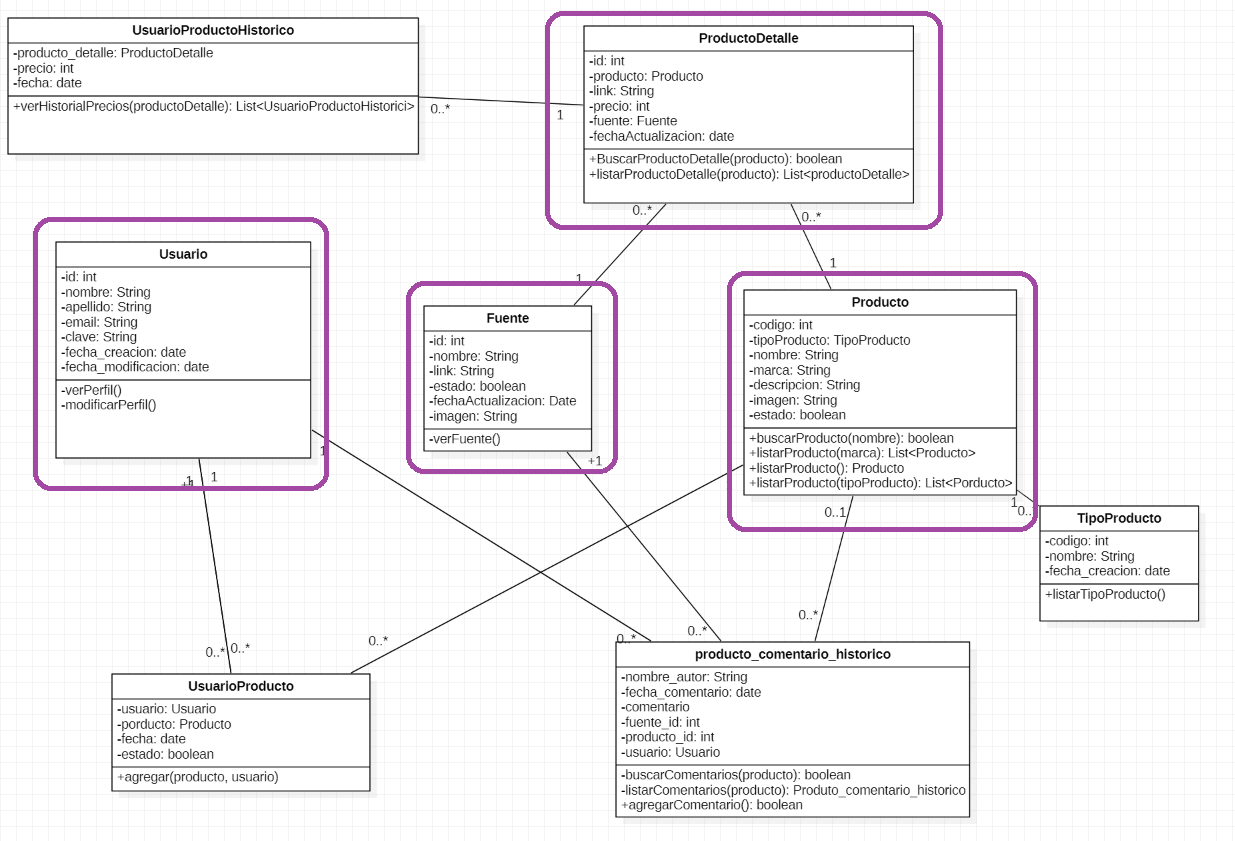 UsuarioProductoHistorico
-producto_detalle: ProductoDetalle
-precio: int
-fecha: date
+verHistorialPrecios(productoDetalle): List<UsuarioProductoHistorici>
0..*
1
ProductoDetalle
-id: int
-producto: Producto
-link: String
-precio: int
-fuente: Fuente
-fechaActualizacion: date
+BuscarProductoDetalle(producto): boolean
+listarProductoDetalle(producto): List<productoDetalle>
0..*
0..*
1
1
Usuario
-id: int
-nombre: String
-apellido: String
-email: String
-clave: String
-fecha_creacion: date
-fecha_modificacion: date
-verPerfil()
-modificarPerfil()
1
1
1
Fuente
-id: int
-nombre: String
-link: String
-estado: boolean
-fechaActualizacion: Date
-imagen: String
-verFuente()
+1
Producto
-codigo: int
-tipoProducto: TipoProducto
-nombre: String
-marca: String
-descripcion: String
-imagen: String
-estado: boolean
+buscarProducto(nombre): boolean
+listarProducto(marca): List<Producto>
+listarProducto(): Producto
+listarProducto(tipoProducto): List<Porducto>
0..1
1
0..
TipoProducto
-codigo: int
-nombre: String
-fecha_creacion: date
+listarTipoProducto()
0..*
0..*
0..*
0..*
0..*
0..*
UsuarioProducto
-usuario: Usuario
-porducto: Producto
-fecha: date
-estado: boolean
+agregar(producto, usuario)
producto_comentario_historico
-nombre_autor: String
-fecha_comentario: date
-comentario
-fuente_id: int
-producto_id: int
-usuario: Usuario
-buscarComentarios(producto): boolean
-listarComentarios(producto): Produto_comentario_historico
+agregarComentario(): boolean